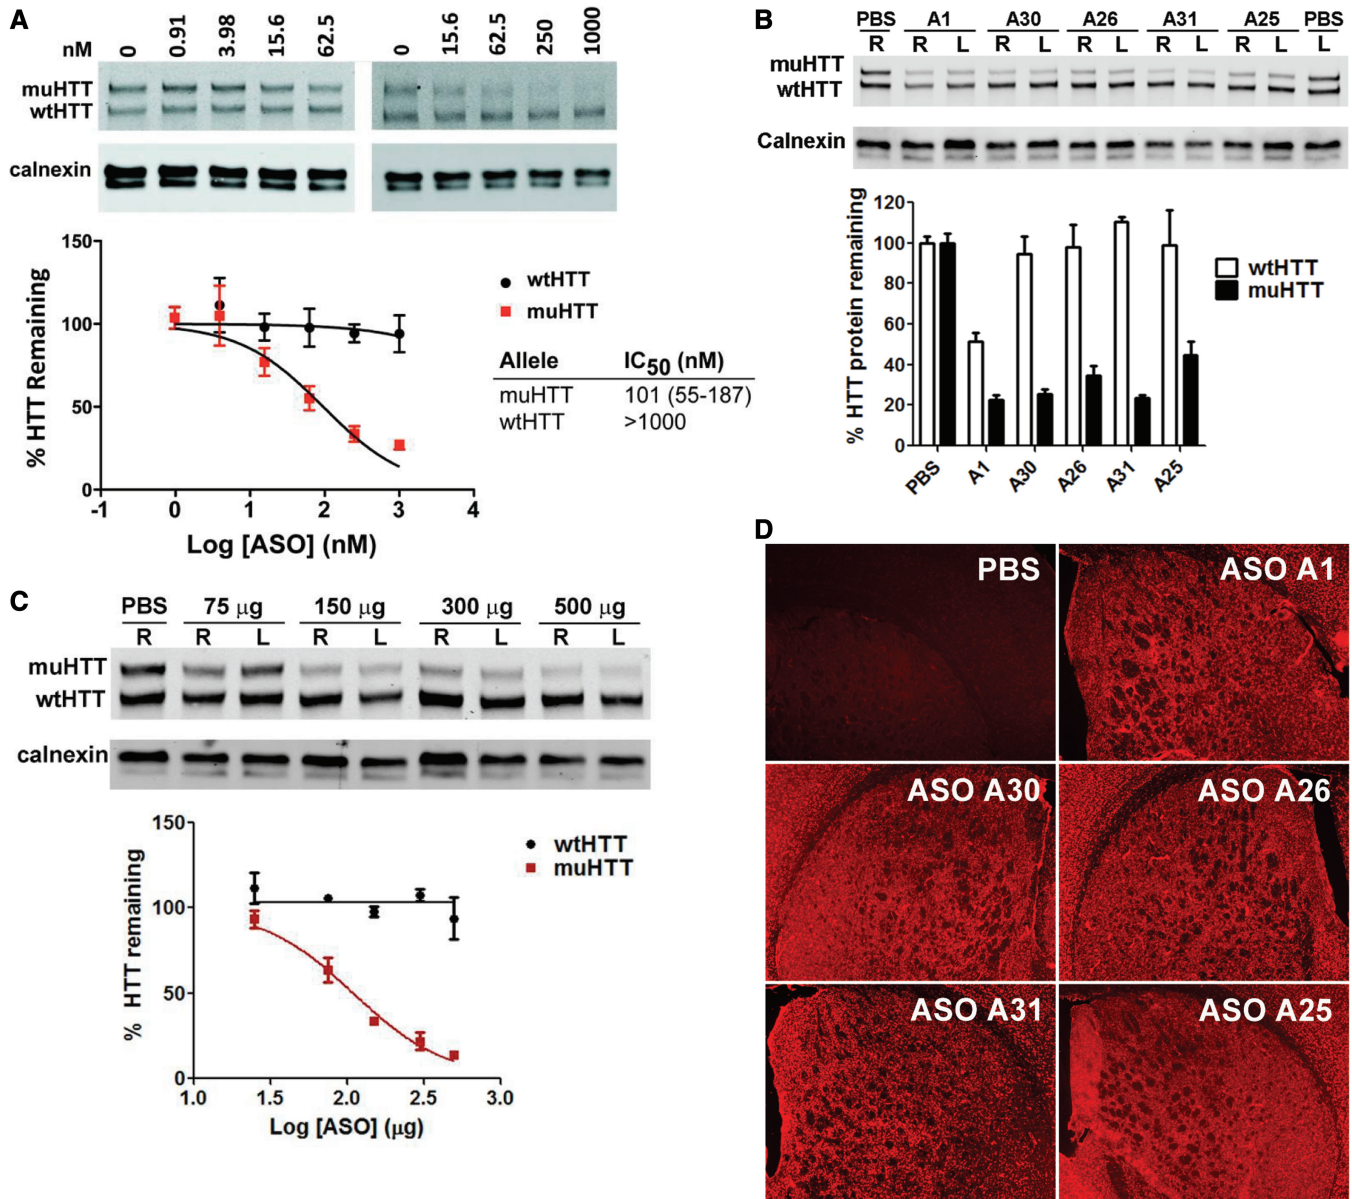 A
nM 0 0.91 3.98 15.6 62.5 0 15.6 62.5 250 1000
muHTT
wtHTT
calnexin
150
100
50
0
-1 0 1 2 3 4
% HTT Remaining
Log [ASO] (nM)
wtHTT
muHTT
Allele IC50 (nM)
muHTT 101 (55-187)
wtHTT >1000
B
PBS A1 A30 A26 A31 A25 PBS
R R L R L R L R L R L L
muHTT
wtHTT
Calnexin
120
100
80
60
40
20
0
% HTT protein remaining
PBS A1 A30 A26 A31 A25
wtHTT
muHTT
C
PBS 75 µg 150 µg 300 µg 500 µg
R R L R L R L R L
muHTT
wtHTT
calnexin
150
100
50
0
1.0 1.5 2.0 2.5 3.0
% HTT remaining
Log [ASO] (µg)
wtHTT
muHTT
D
PBS
ASO A1
ASO A30
ASO A26
ASO A31
ASO A25